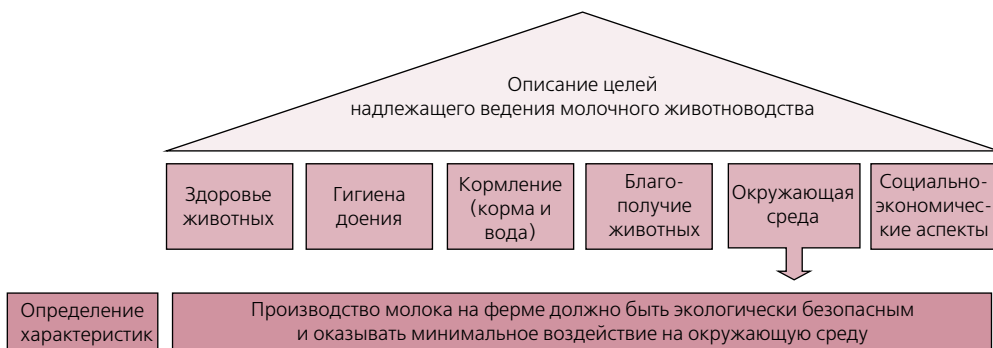 Описание целей
надлежащего ведения молочного животноводства
Здоровье
животных
Гигиена
доения
Кормление
(корма и
вода)
Благо-
получие
животных
Окружающая
среда
Социально-
экономичес-
кие аспекты
Определение
характеристик
Производство молока на ферме должно быть экологически безопасным
и оказывать минимальное воздействие на окружающую среду